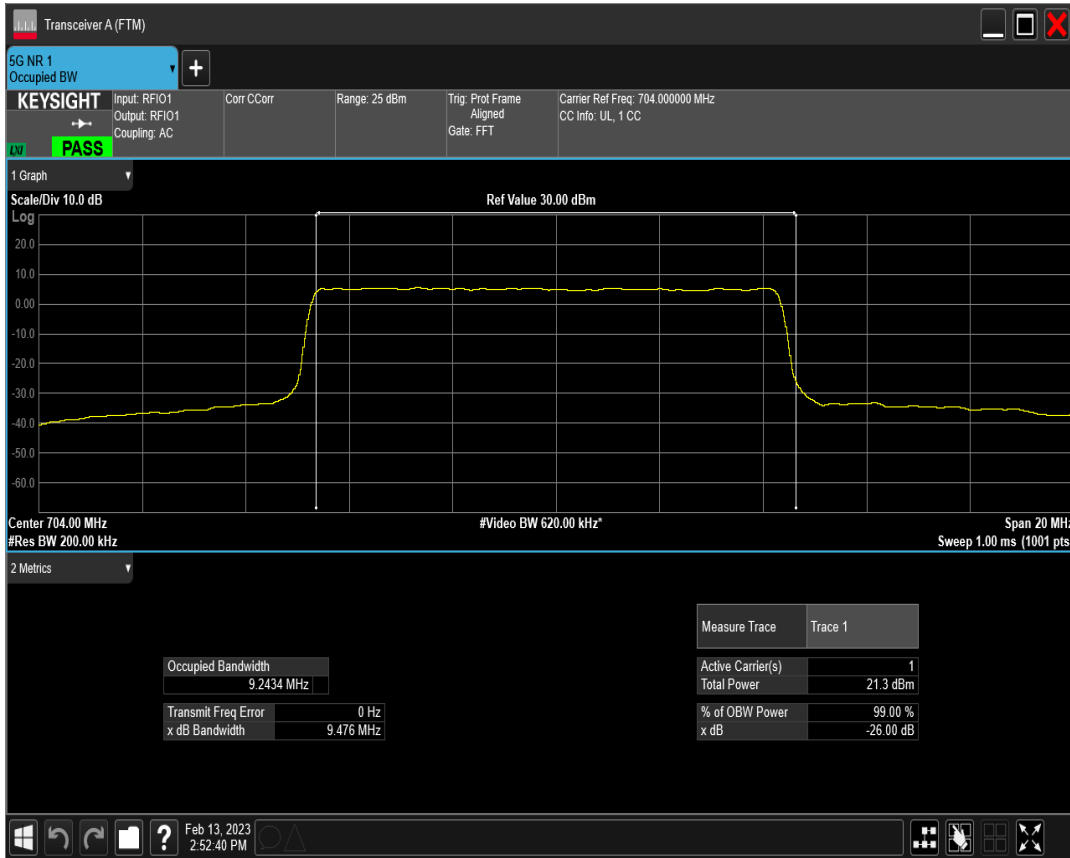 Transceiver A (FTM)
5G NR 1
Occupied BW
+
KEYSIGHT
LXI
PASS
Input: RFIO1
Output: RFIO1
Coupling: AC
Corr CCorr
Range: 25 dBm
Trig: Prot Frame
Aligned
Gate: FFT
Carrier Ref Freq: 704.000000 MHz
CC Info: UL, 1 CC
1 Graph
Scale/Div 10.0 dB
Ref Value 30.00 dBm
Log
20.0
10.0
0.00
-10.0
-20.0
-30.0
-40.0
-50.0
-60.0
Center 704.00 MHz
#Video BW 620.00 kHz*
Span 20 MHz
#Res BW 200.00 kHz
Sweep 1.00 ms (1001 pts
2 Metrics
Measure Trace Trace 1
Occupied Bandwidth
9.2434 MHz
Active Carrier(s) 1
Total Power 21.3 dBm
Transmit Freq Error 0 Hz
x dB Bandwidth 9.476 MHz
% of OBW Power 99.00 %
x dB -26.00 dB
?
Feb 13, 2023
2:52:40 PM